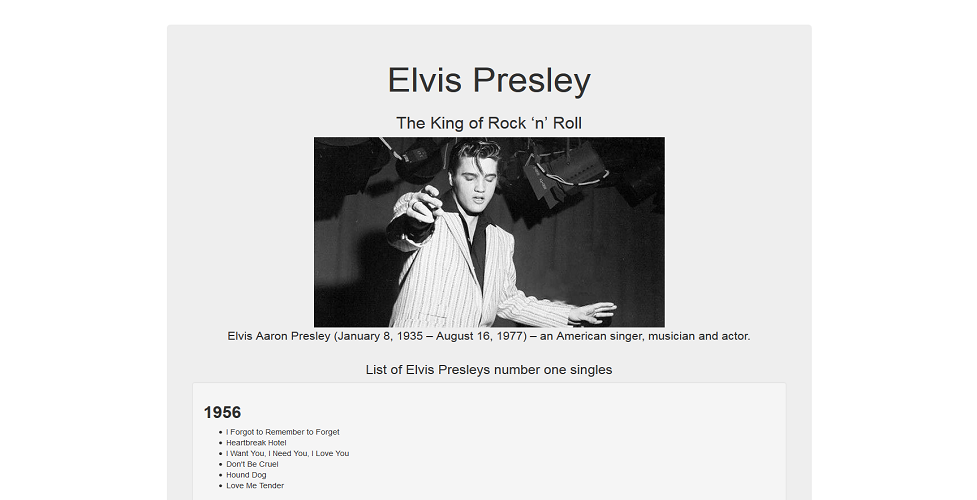 Elvis Presley
The King of Rock ‘n’ Roll
Elvis Aaron Presley (January 8, 1935 – August 16, 1977) – an American singer, musician and actor.
List of Elvis Presleys number one singles
1956
• I Forgot to Remember to Forget
• Heartbreak Hotel
• I Want You, I Need You, I Love You
• Don't Be Cruel
• Hound Dog
• Love Me Tender